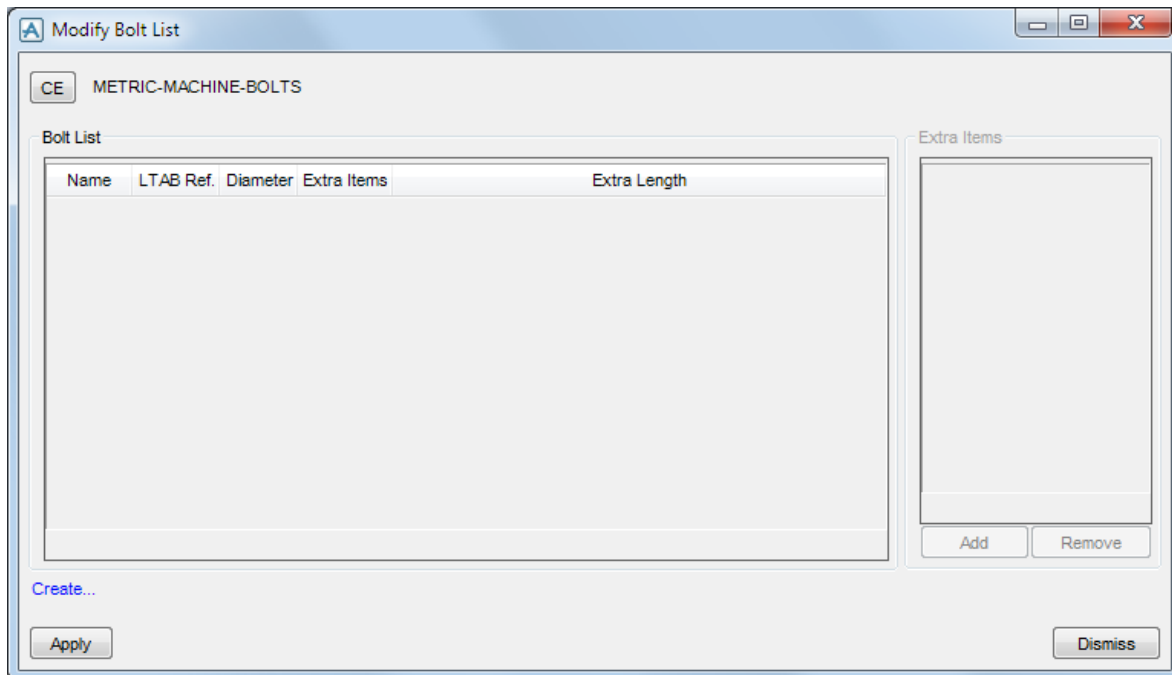 Modify Bolt List
CE METRIC-MACHINE-BOLTS
Bolt List
Name LTAB Ref. Diameter Extra Items Extra Length
Extra Items
Add Remove
Create...
Apply Dismiss